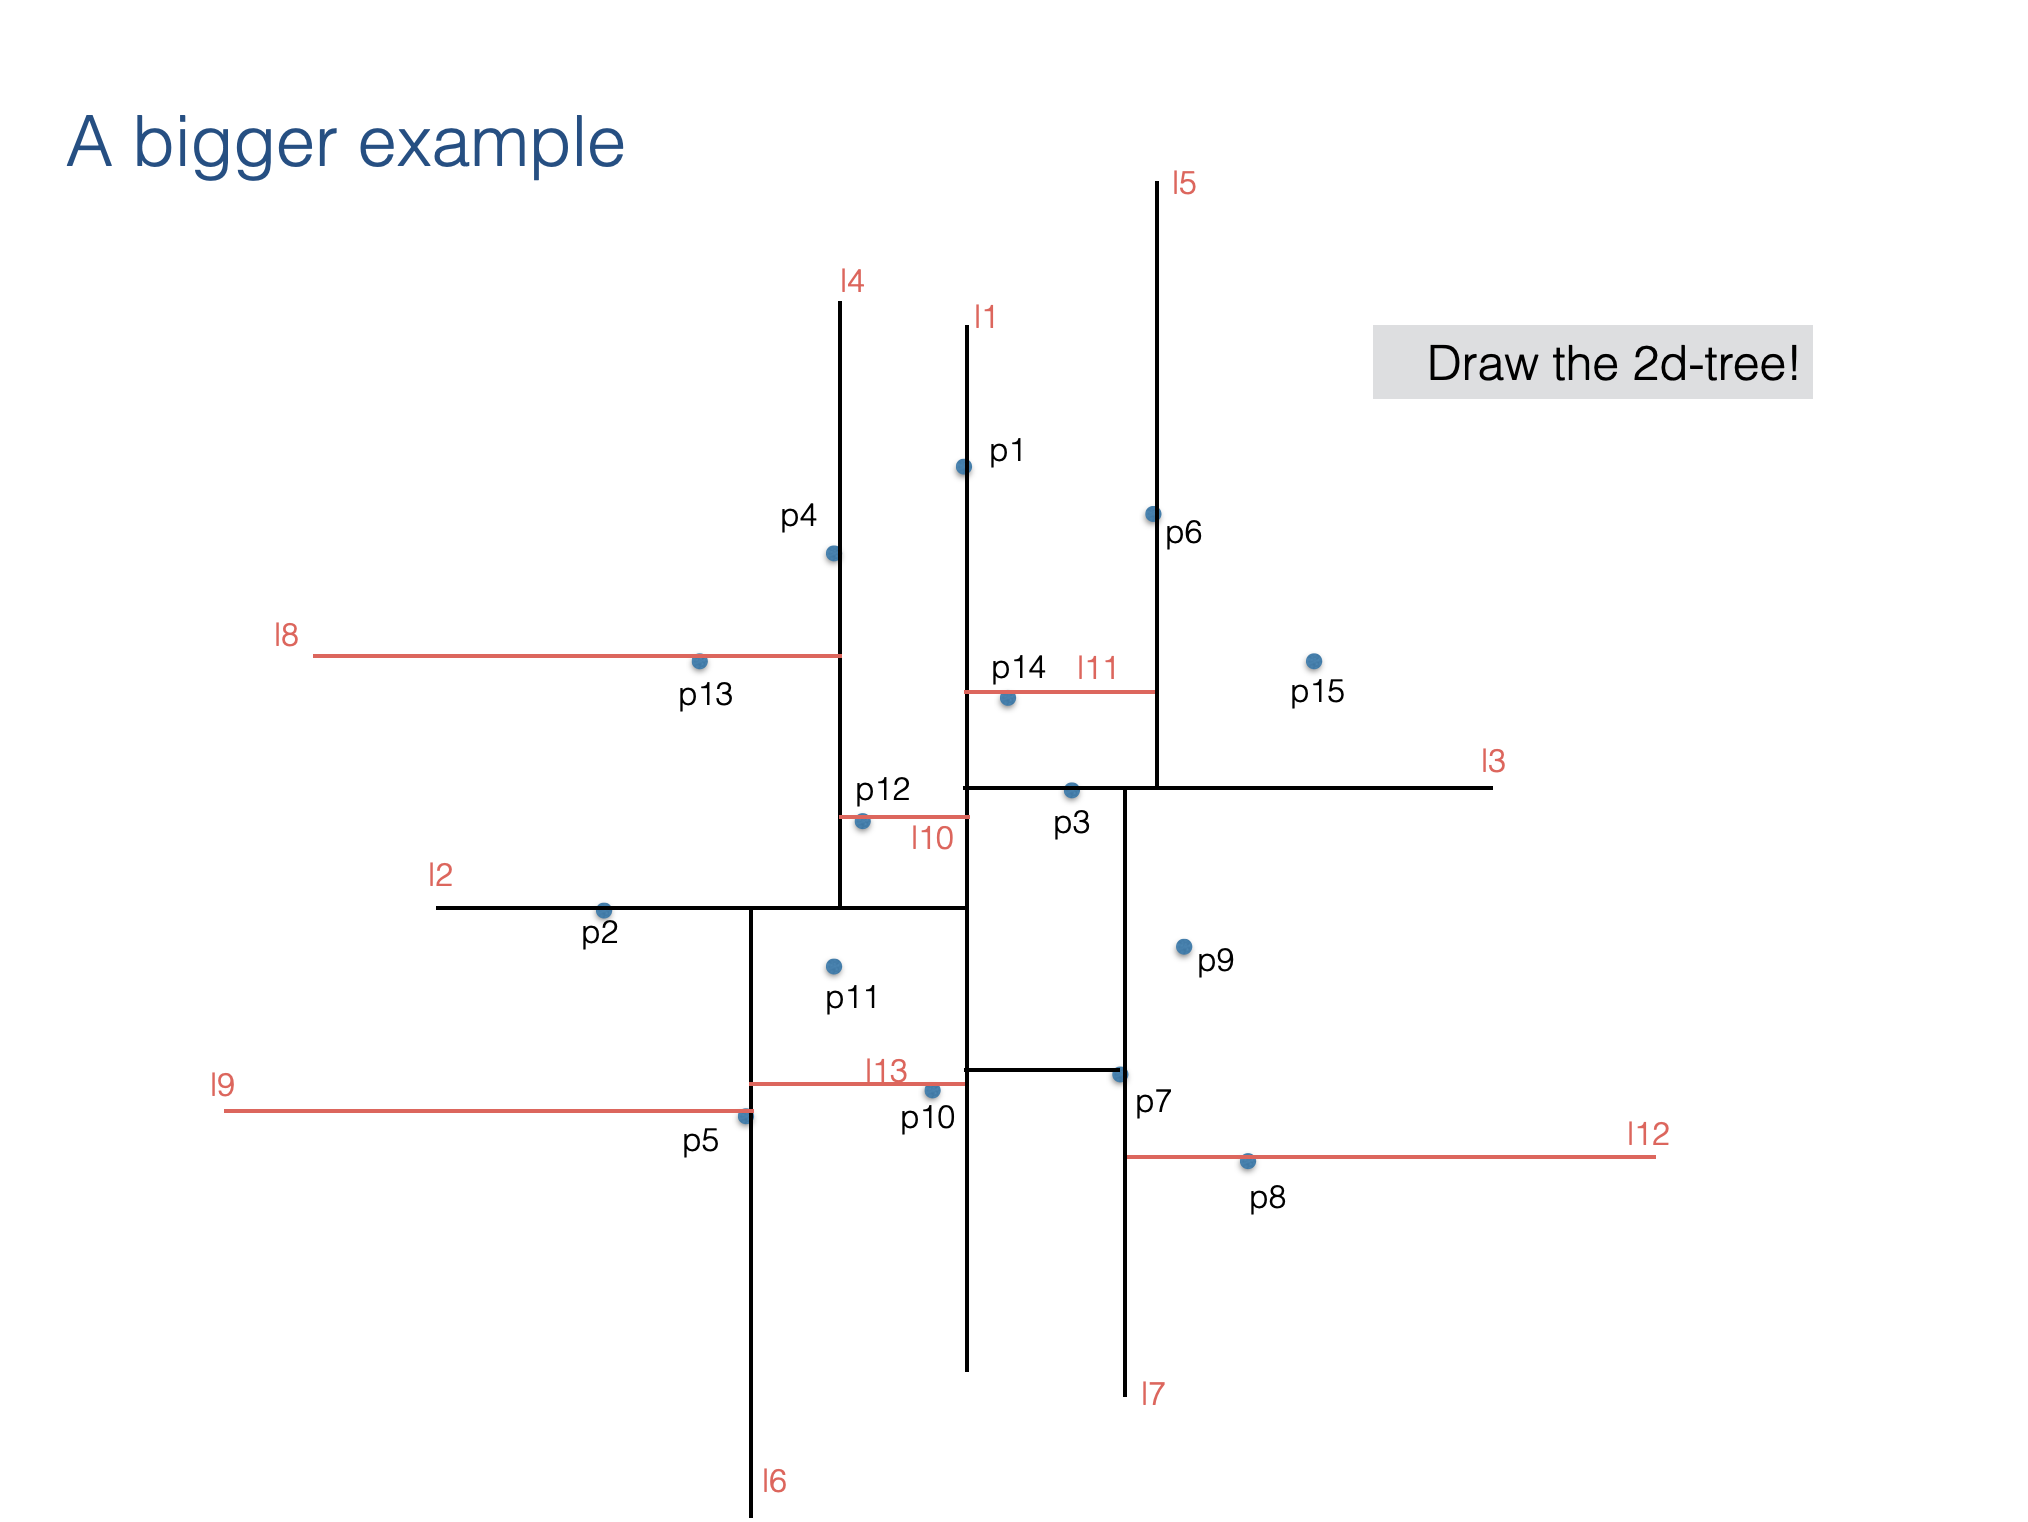 A bigger example
l5
l4
l1
Draw the 2d-tree!
p1
p4
p6
l8
p14
l11
p13
p15
l3
p12
l10
p3
l2
p2
p9
p11
l13
l9
p10
p7
p5
l12
p8
l7
l6